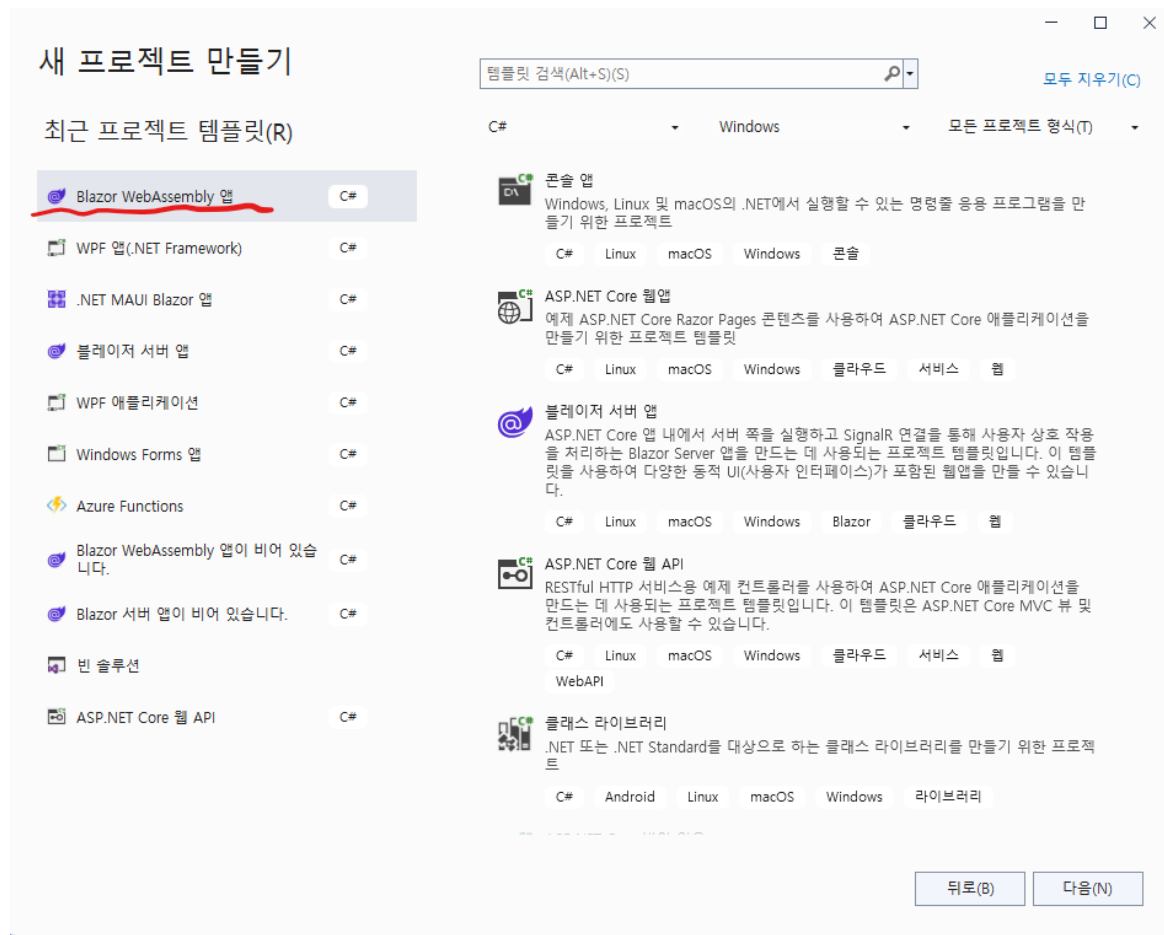 새 프로젝트 만들기
템플릿 검색(Alt+S)(S)
모두 지우기(C)
최근 프로젝트 템플릿(R)
C#
Windows
모든 프로젝트 형식(T)
Blazor WebAssembly 앱 C#
WPF 앱(.NET Framework) C#
.NET MAUI Blazor 앱 C#
블레이저 서버 앱 C#
WPF 애플리케이션 C#
Windows Forms 앱 C#
Azure Functions C#
Blazor WebAssembly 앱이 비어 있습
니다. C#
Blazor 서버 앱이 비어 있습니다. C#
빈 솔루션
ASP.NET Core 웹 API C#
콘솔 앱
Windows, Linux 및 macOS의 .NET에서 실행할 수 있는 명령줄 응용 프로그램을 만
들기 위한 프로젝트
C# Linux macOS Windows 콘솔
ASP.NET Core 웹앱
예제 ASP.NET Core Razor Pages 콘텐츠를 사용하여 ASP.NET Core 애플리케이션을
만들기 위한 프로젝트 템플릿
C# Linux macOS Windows 클라우드 서비스 웹
블레이저 서버 앱
ASP.NET Core 앱 내에서 서버 쪽을 실행하고 SignalR 연결을 통해 사용자 상호 작용
을 처리하는 Blazor Server 앱을 만드는 데 사용되는 프로젝트 템플릿입니다. 이 템플
릿을 사용하여 다양한 동적 UI(사용자 인터페이스)가 포함된 웹앱을 만들 수 있습니
다.
C# Linux macOS Windows Blazor 클라우드 웹
ASP.NET Core 웹 API
RESTful HTTP 서비스용 예제 컨트롤러를 사용하여 ASP.NET Core 애플리케이션을
만드는 데 사용되는 프로젝트 템플릿입니다. 이 템플릿은 ASP.NET Core MVC 뷰 및
컨트롤러에도 사용할 수 있습니다.
C# Linux macOS Windows 클라우드 서비스 웹
WebAPI
클래스 라이브러리
.NET 또는 .NET Standard를 대상으로 하는 클래스 라이브러리를 만들기 위한 프로젝
트
C# Android Linux macOS Windows 라이브러리
뒤로(B)
다음(N)